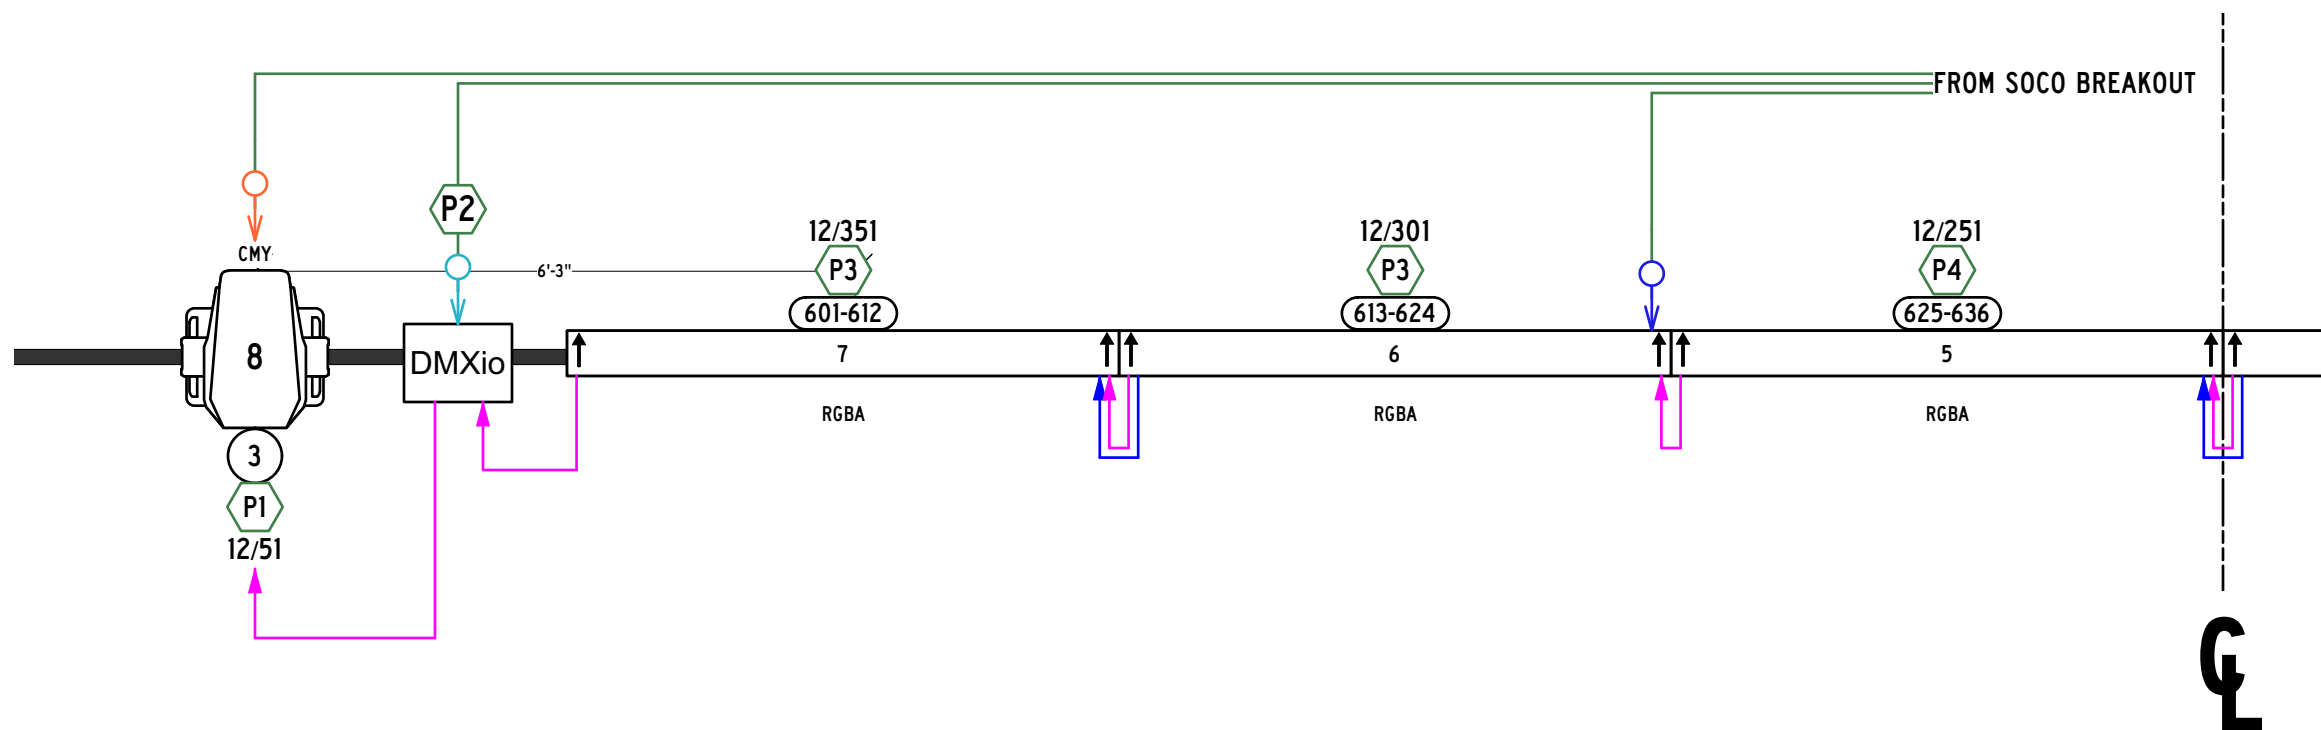 FROM SOCO BREAKOUT
P2
12/351
12/301
12/251
CMY
6'-3"
P3
P3
P4
601-612
613-624
625-636
8
DMXio
7
6
5
RGBA
RGBA
RGBA
3
P1
12/51
CL